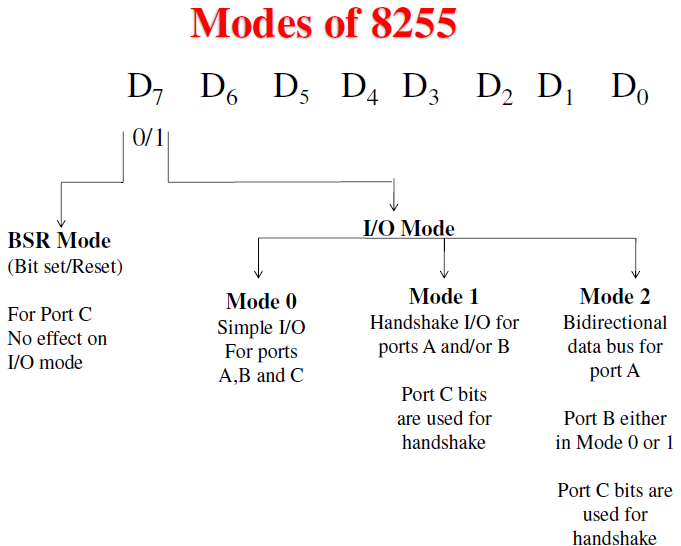 Modes of 8255
D7 D6 D5 D4 D3 D2 D1 D0
0/1
BSR Mode
(Bit set/Reset)
For Port C
No effect on
I/O mode
I/O Mode
Mode 0
Simple I/O
For ports
A,B and C
Mode 1
Handshake I/O for
ports A and/or B
Port C bits
are used for
handshake
Mode 2
Bidirectional
data bus for
port A
Port B either
in Mode 0 or 1
Port C bits are
used for
handshake